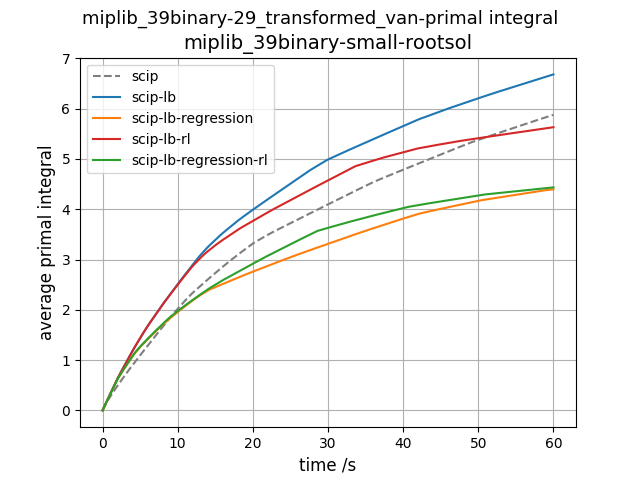 miplib_39binary-29_transformed_van-primal integral
miplib_39binary-small-rootsol
7
6
5
4
3
2
1
0
average primal integral
scip
scip-lb
scip-lb-regression
scip-lb-rl
scip-lb-regression-rl
0 10 20 30 40 50 60
time /s